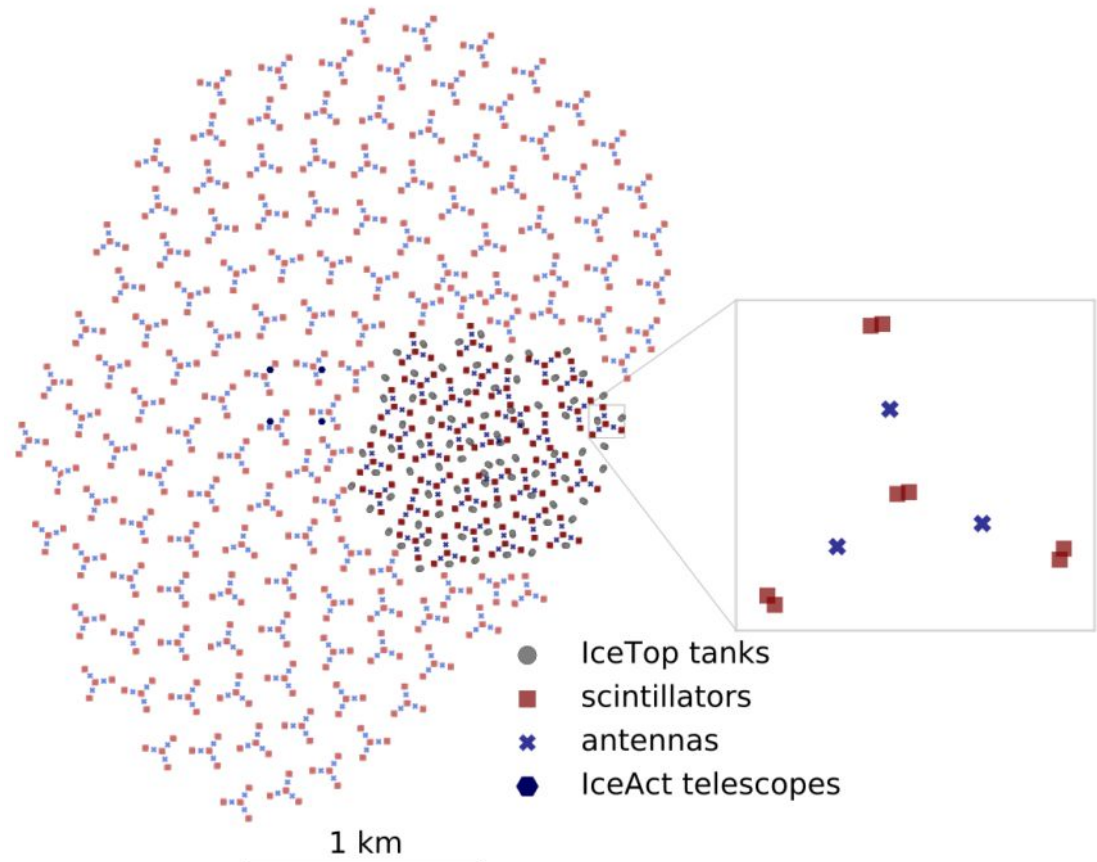 IceTop tanks
scintillators
antennas
IceAct telescopes
1 km